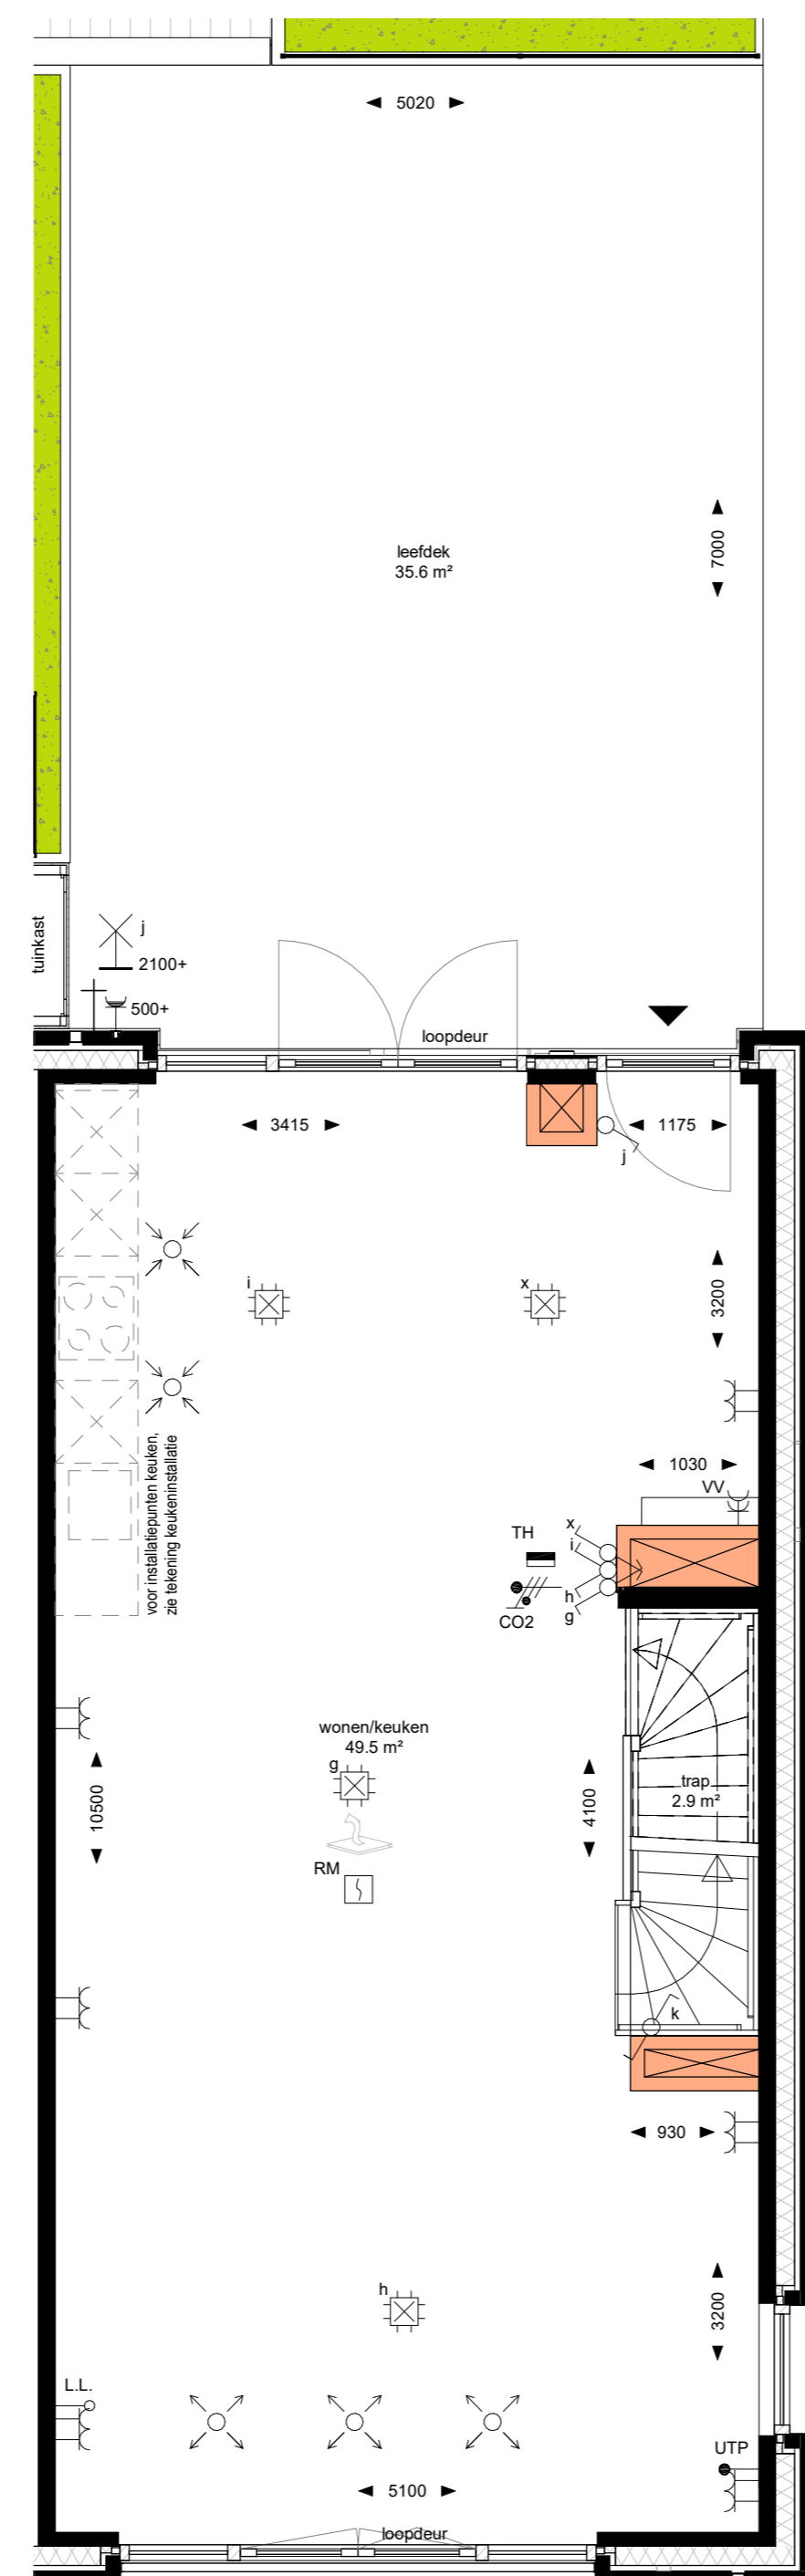 5020
7000
leefdek
35.6 m²
tuinkast
j
2100+
500+
loopdeur
3415
1175
j
i
x
3200
voor installatiepunten keuken,
zie tekening keukeninstallatie
1030
VV
TH
x
i
h
g
CO2
wonen/keuken
49.5 m²
g
10500
4100
trap
2.9 m²
RM
k
930
h
3200
L.L.
UTP
5100
loopdeur